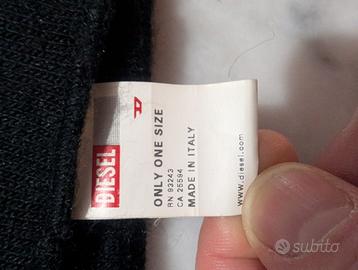 DIESEL
ONLY ONE SIZE
RN 93243
CA 25594
MADE IN ITALY
www.diesel.com
subito